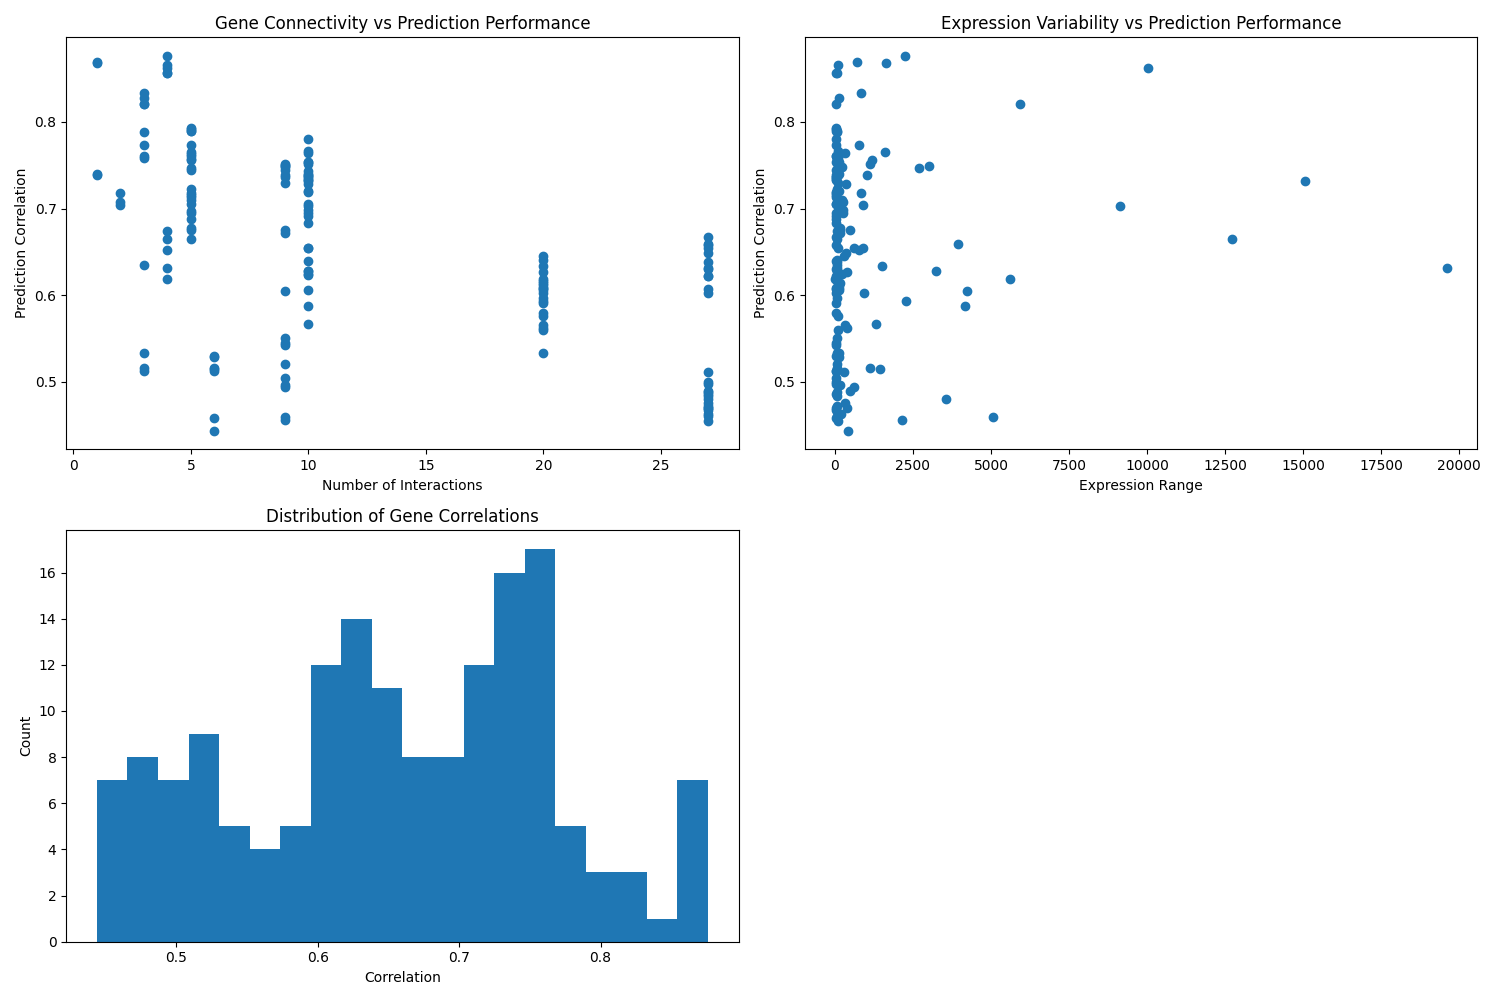 Gene Connectivity vs Prediction Performance
Prediction Correlation
0.8
0.7
0.6
0.5
0 5 10 15 20 25
Number of Interactions
Expression Variability vs Prediction Performance
Prediction Correlation
0.8
0.7
0.6
0.5
0 2500 5000 7500 10000 12500 15000 17500 20000
Expression Range
Distribution of Gene Correlations
Count
16
14
12
10
8
6
4
2
0
0.5 0.6 0.7 0.8
Correlation